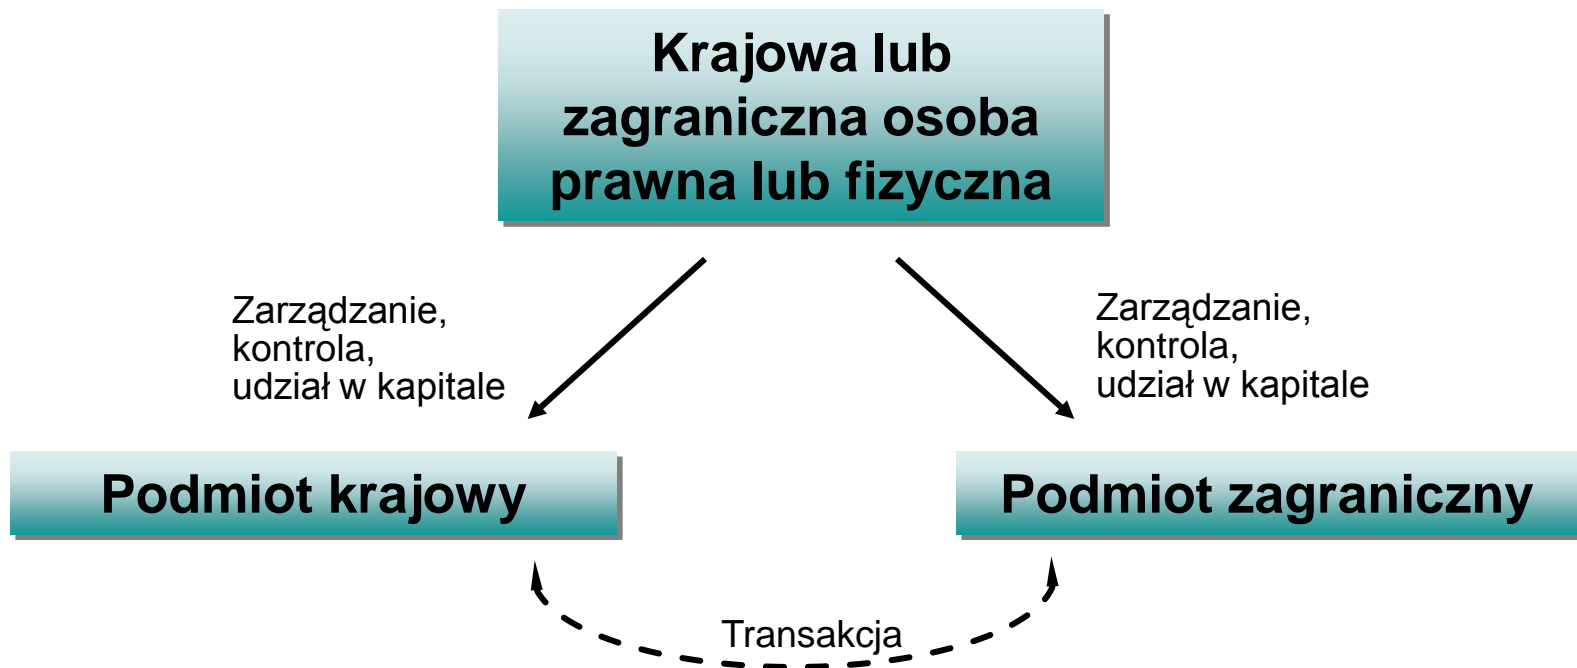 Krajowa lub
zagraniczna osoba
prawna lub fizyczna
Zarządzanie,
kontrola,
udział w kapitale
Zarządzanie,
kontrola,
udział w kapitale
Podmiot krajowy
Podmiot zagraniczny
Transakcja